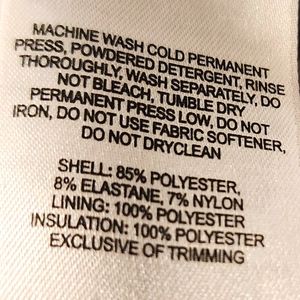 MACHINE WASH COLD PERMANENT
PRESS, POWDERED DETERGENT, RINSE
THOROUGHLY, WASH SEPARATELY, DO
NOT BLEACH, TUMBLE DRY
PERMANENT PRESS LOW, DO NOT
IRON, DO NOT USE FABRIC SOFTENER,
DO NOT DRYCLEAN
SHELL: 85% POLYESTER,
8% ELASTANE, 7% NYLON
LINING: 100% POLYESTER
INSULATION: 100% POLYESTER
EXCLUSIVE OF TRIMMING